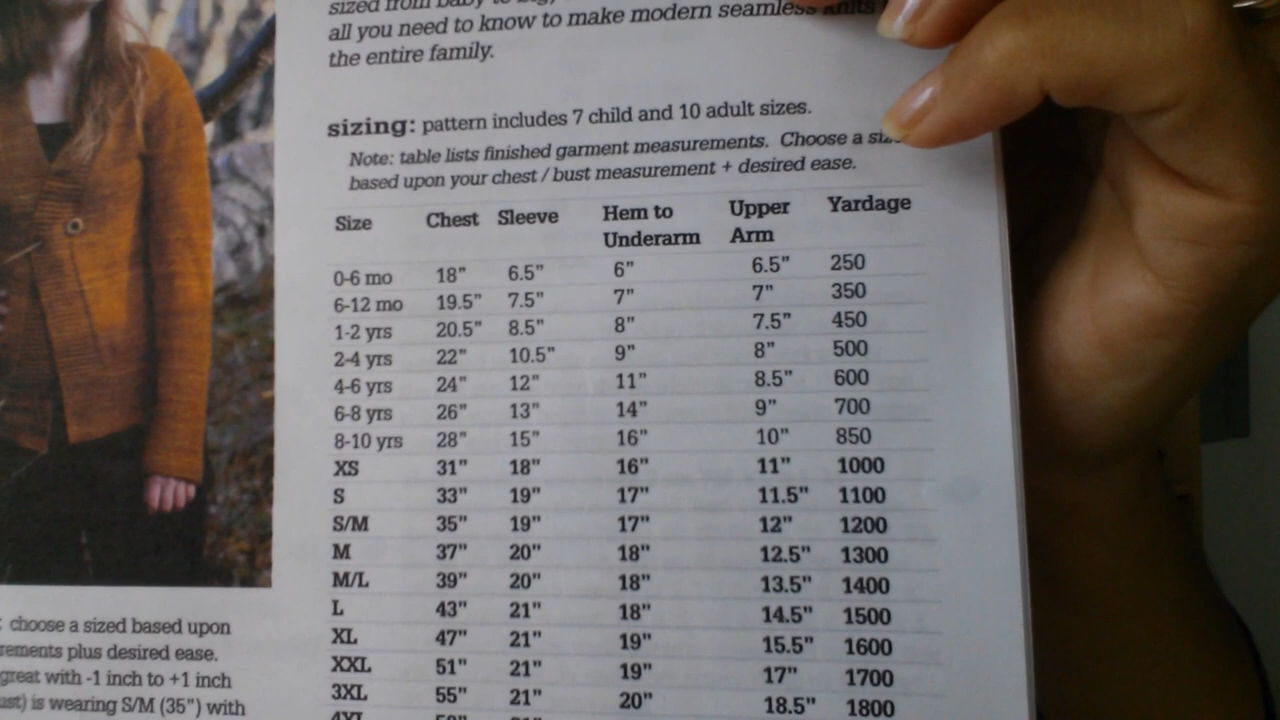 sized from baby to
all you need to know to make modern seamless knits
the entire family.
sizing: pattern includes 7 child and 10 adult sizes.
Note: table lists finished garment measurements. Choose a
based upon your chest / bust measurement + desired ease.
Size Chest Sleeve Hem to Underarm Upper Arm Yardage
0-6 mo 18" 6.5" 6" 6.5" 250
6-12 mo 19.5" 7.5" 7" 7" 350
1-2 yrs 20.5" 8.5" 8" 7.5" 450
2-4 yrs 22" 10.5" 9" 8" 500
4-6 yrs 24" 12" 11" 8.5" 600
6-8 yrs 26" 13" 14" 9" 700
8-10 yrs 28" 15" 16" 10" 850
XS 31" 18" 16" 11" 1000
S 33" 19" 17" 11.5" 1100
S/M 35" 19" 17" 12" 1200
M 37" 20" 18" 12.5" 1300
M/L 39" 20" 18" 13.5" 1400
L 43" 21" 18" 14.5" 1500
XL 47" 21" 19" 15.5" 1600
XXL 51" 21" 19" 17" 1700
3XL 55" 21" 20" 18.5" 1800
choose a sized based upon
rements plus desired ease.
great with -1 inch to +1 inch
ust) is wearing S/M (35") with